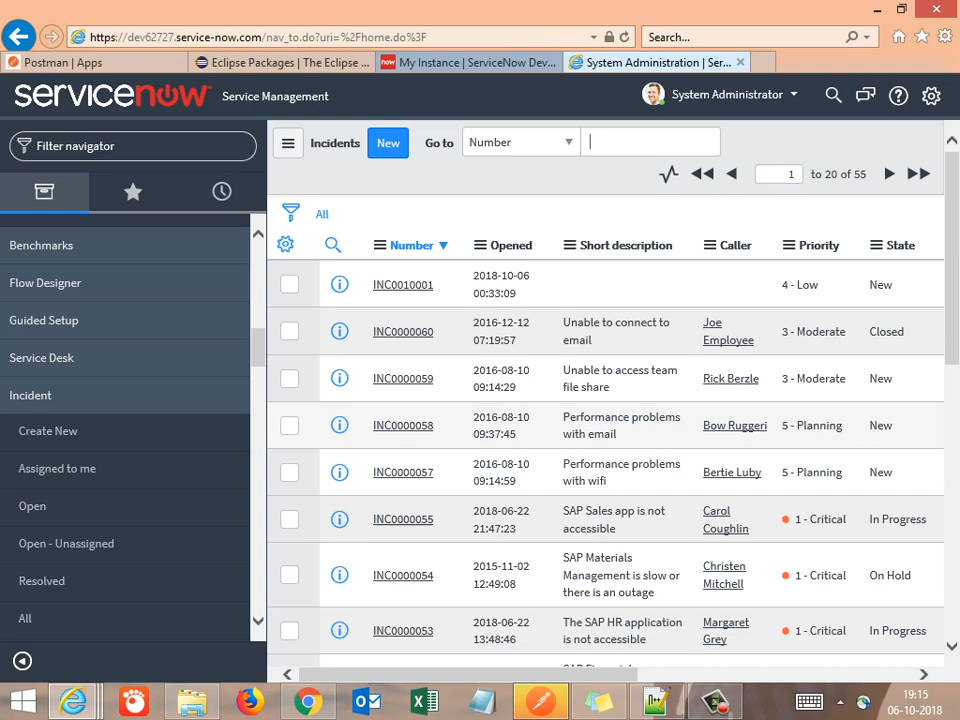 https://dev62727.service-now.com/nav_to.do?uri=%2Fhome.do%3F
Search...
Postman | Apps
Eclipse Packages | The Eclipse ...
now My Instance | ServiceNow Dev...
System Administration | Ser...
servicenow Service Management
System Administrator
Filter navigator
Incidents New Go to Number
1 to 20 of 55
All
Number Opened Short description Caller Priority State
Benchmarks
Flow Designer
Guided Setup
Service Desk
Incident
Create New
Assigned to me
Open
Open - Unassigned
Resolved
All
INC0010001 2018-10-06 4 - Low New
00:33:09
INC0000060 2016-12-12 Unable to connect to Joe 3 - Moderate Closed
07:19:57 email Employee
INC0000059 2016-08-10 Unable to access team Rick Berzle 3 - Moderate New
09:14:29 file share
INC0000058 2016-08-10 Performance problems Bow Ruggeri 5 - Planning New
09:37:45 with email
INC0000057 2016-08-10 Performance problems Bertie Luby 5 - Planning New
09:14:59 with wifi
INC0000055 2018-06-22 SAP Sales app is not Carol 1 - Critical In Progress
21:47:23 accessible Coughlin
INC0000054 2015-11-02 SAP Materials Christen 1 - Critical On Hold
12:49:08 Management is slow or Mitchell
there is an outage
INC0000053 2018-06-22 The SAP HR application Margaret 1 - Critical In Progress
13:48:46 is not accessible Grey
19:15
06-10-2018